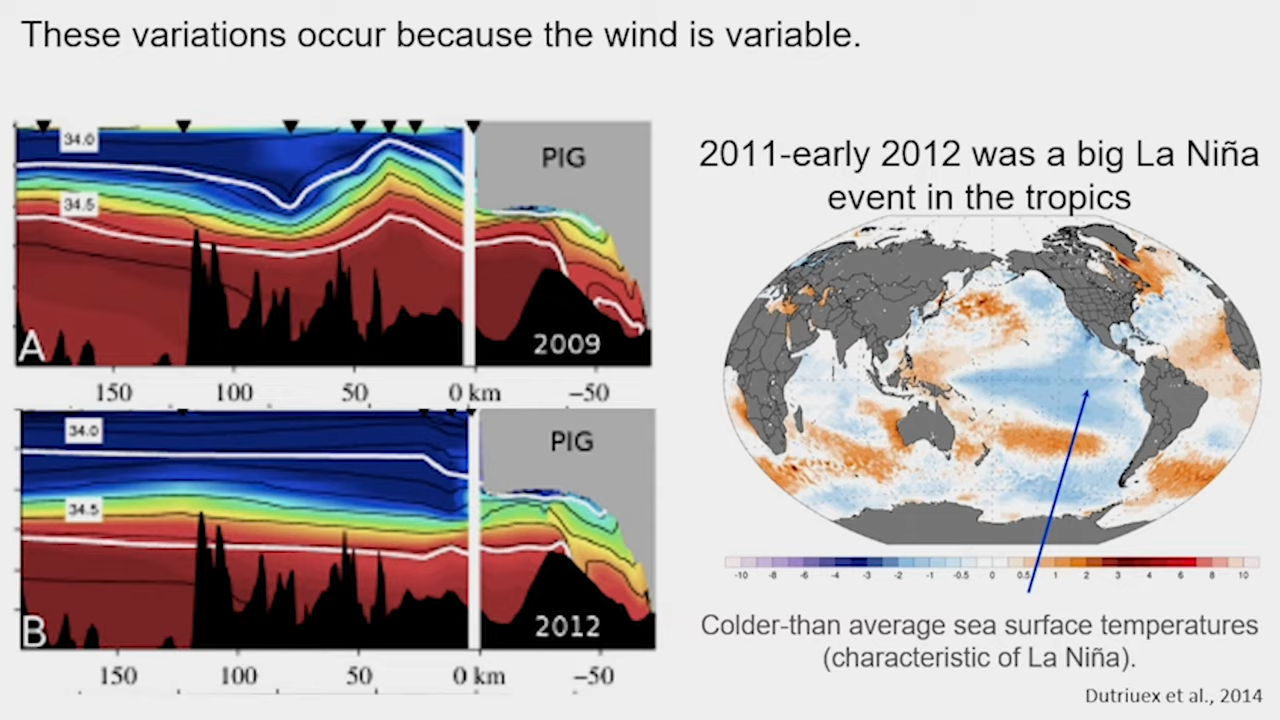 These variations occur because the wind is variable.
34.0
PIG
34.5
A
2009
150 100 50 0 km −50
34.0
PIG
34.5
B
2012
150 100 50 0 km −50
2011-early 2012 was a big La Niña
event in the tropics
-10 -8 -6 -4 -3 -2 -1 -0.5 0 0.5 1 2 3 4 6 8 10
Colder-than average sea surface temperatures
(characteristic of La Niña).
Dutriuex et al., 2014